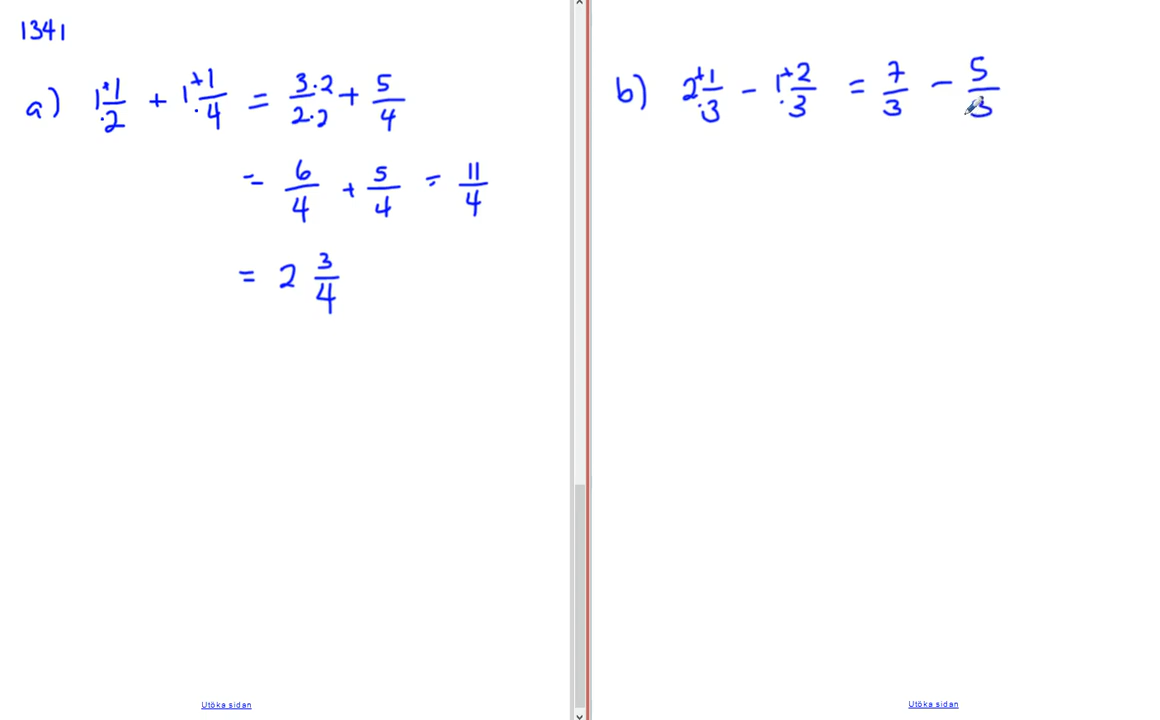 1341
a) 1 1/2 + 1 1/4 = 3·2/2·2 + 5/4
= 6/4 + 5/4 = 11/4
= 2 3/4
b) 2 1/3 - 1 2/3 = 7/3 - 5/3
Utöka sidan
Utöka sidan